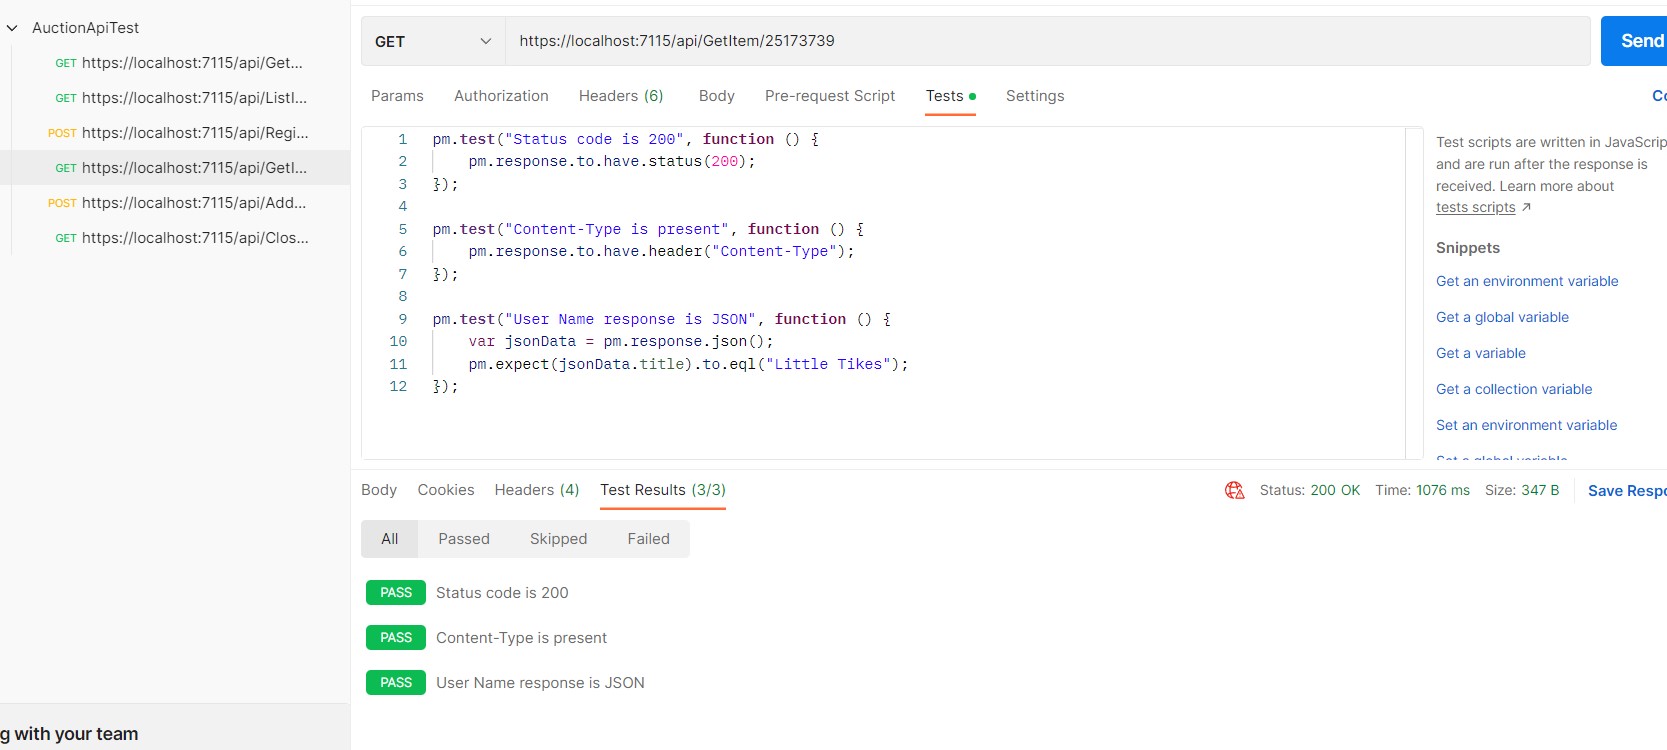 AuctionApiTest
GET https://localhost:7115/api/Get...
GET https://localhost:7115/api/ListI...
POST https://localhost:7115/api/Regi...
GET https://localhost:7115/api/GetI...
POST https://localhost:7115/api/Add...
GET https://localhost:7115/api/Clos...
g with your team
GET https://localhost:7115/api/GetItem/25173739 Send
Params Authorization Headers (6) Body Pre-request Script Tests Settings Co
1 pm.test("Status code is 200", function () {
2 pm.response.to.have.status(200);
3 });
4
5 pm.test("Content-Type is present", function () {
6 pm.response.to.have.header("Content-Type");
7 });
8
9 pm.test("User Name response is JSON", function () {
10 var jsonData = pm.response.json();
11 pm.expect(jsonData.title).to.eql("Little Tikes");
12 });
Test scripts are written in JavaScrip
and are run after the response is
received. Learn more about
tests scripts ↗
Snippets
Get an environment variable
Get a global variable
Get a variable
Get a collection variable
Set an environment variable
Set a global variable
Body Cookies Headers (4) Test Results (3/3) Status: 200 OK Time: 1076 ms Size: 347 B Save Respo
All Passed Skipped Failed
PASS Status code is 200
PASS Content-Type is present
PASS User Name response is JSON